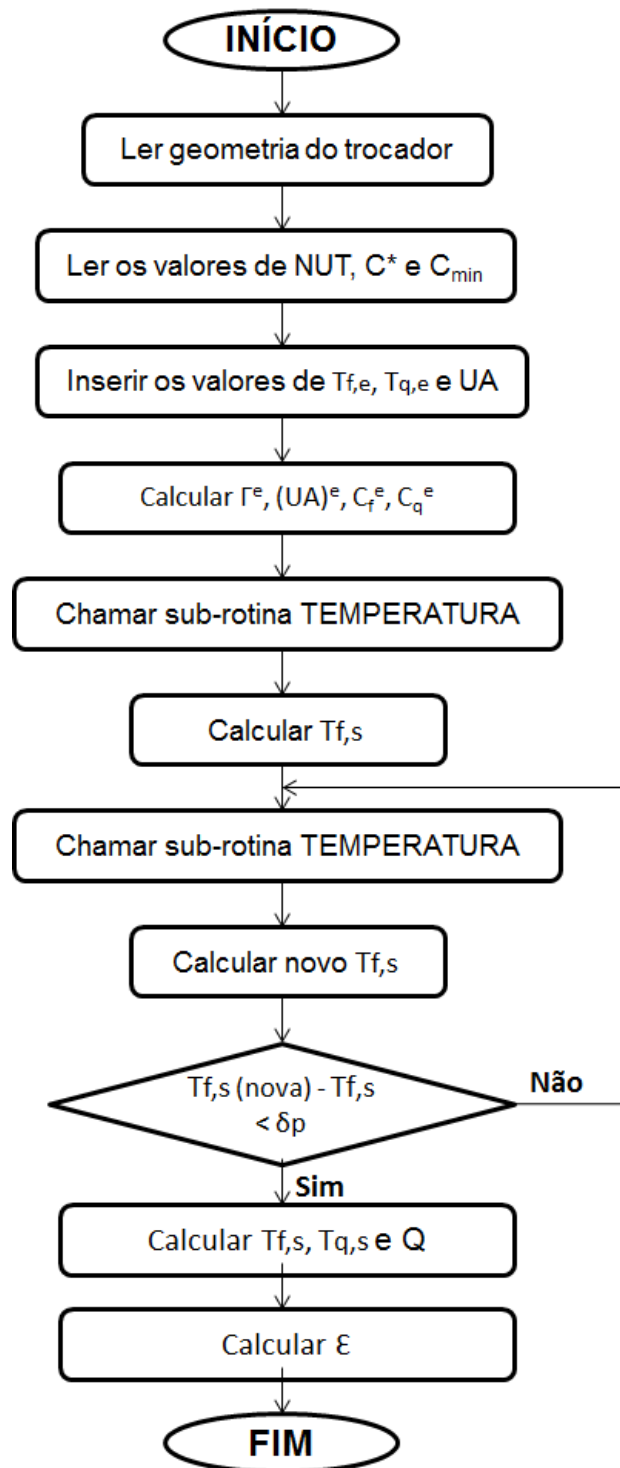 INÍCIO
Ler geometria do trocador
Ler os valores de NUT, C* e Cmin
Inserir os valores de Tf,e, Tq,e e UA
Calcular Γᵉ, (UA)ᵉ, Cfᵉ, Cqᵉ
Chamar sub-rotina TEMPERATURA
Calcular Tf,s
Chamar sub-rotina TEMPERATURA
Calcular novo Tf,s
Tf,s (nova) - Tf,s
< δp
Não
Sim
Calcular Tf,s, Tq,s e Q
Calcular Ɛ
FIM